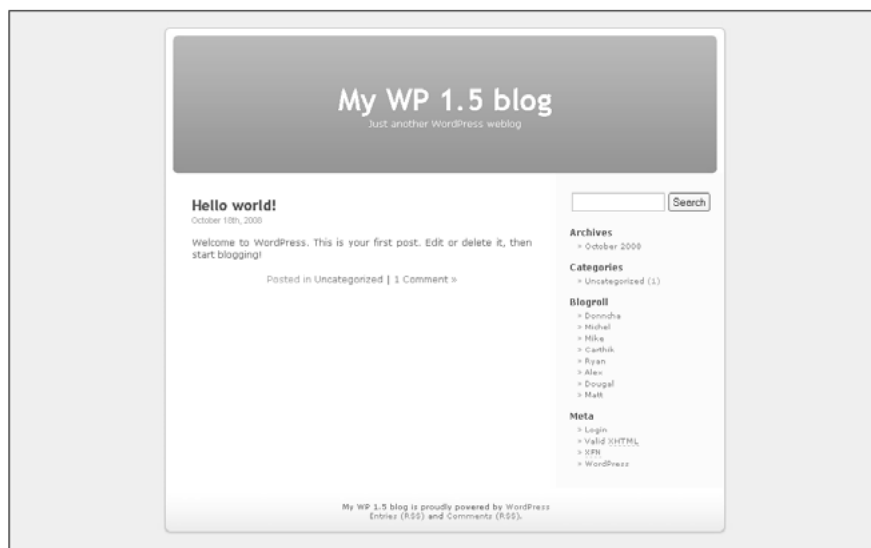 My WP 1.5 blog
Just another WordPress weblog
Hello world!
October 18th, 2008
Welcome to WordPress. This is your first post. Edit or delete it, then
start blogging!
Posted in Uncategorized | 1 Comment »
Search
Archives
» October 2008
Categories
» Uncategorized (1)
Blogroll
» Donncha
» Michel
» Mike
» Carthik
» Ryan
» Alex
» Dougal
» Matt
Meta
» Login
» Valid XHTML
» XFN
» WordPress
My WP 1.5 blog is proudly powered by WordPress
Entries (RSS) and Comments (RSS).